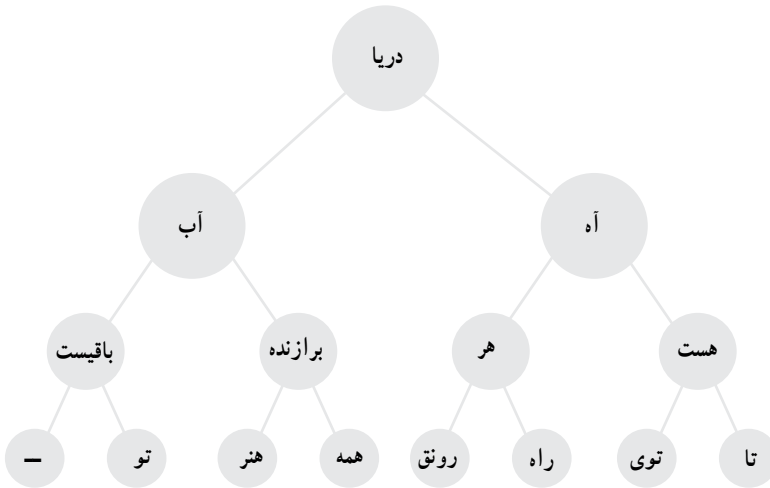 دریا
آه
آب
هست
هر
برازنده
باقیست
تا
توی
راه
رونق
همه
هنر
تو
–